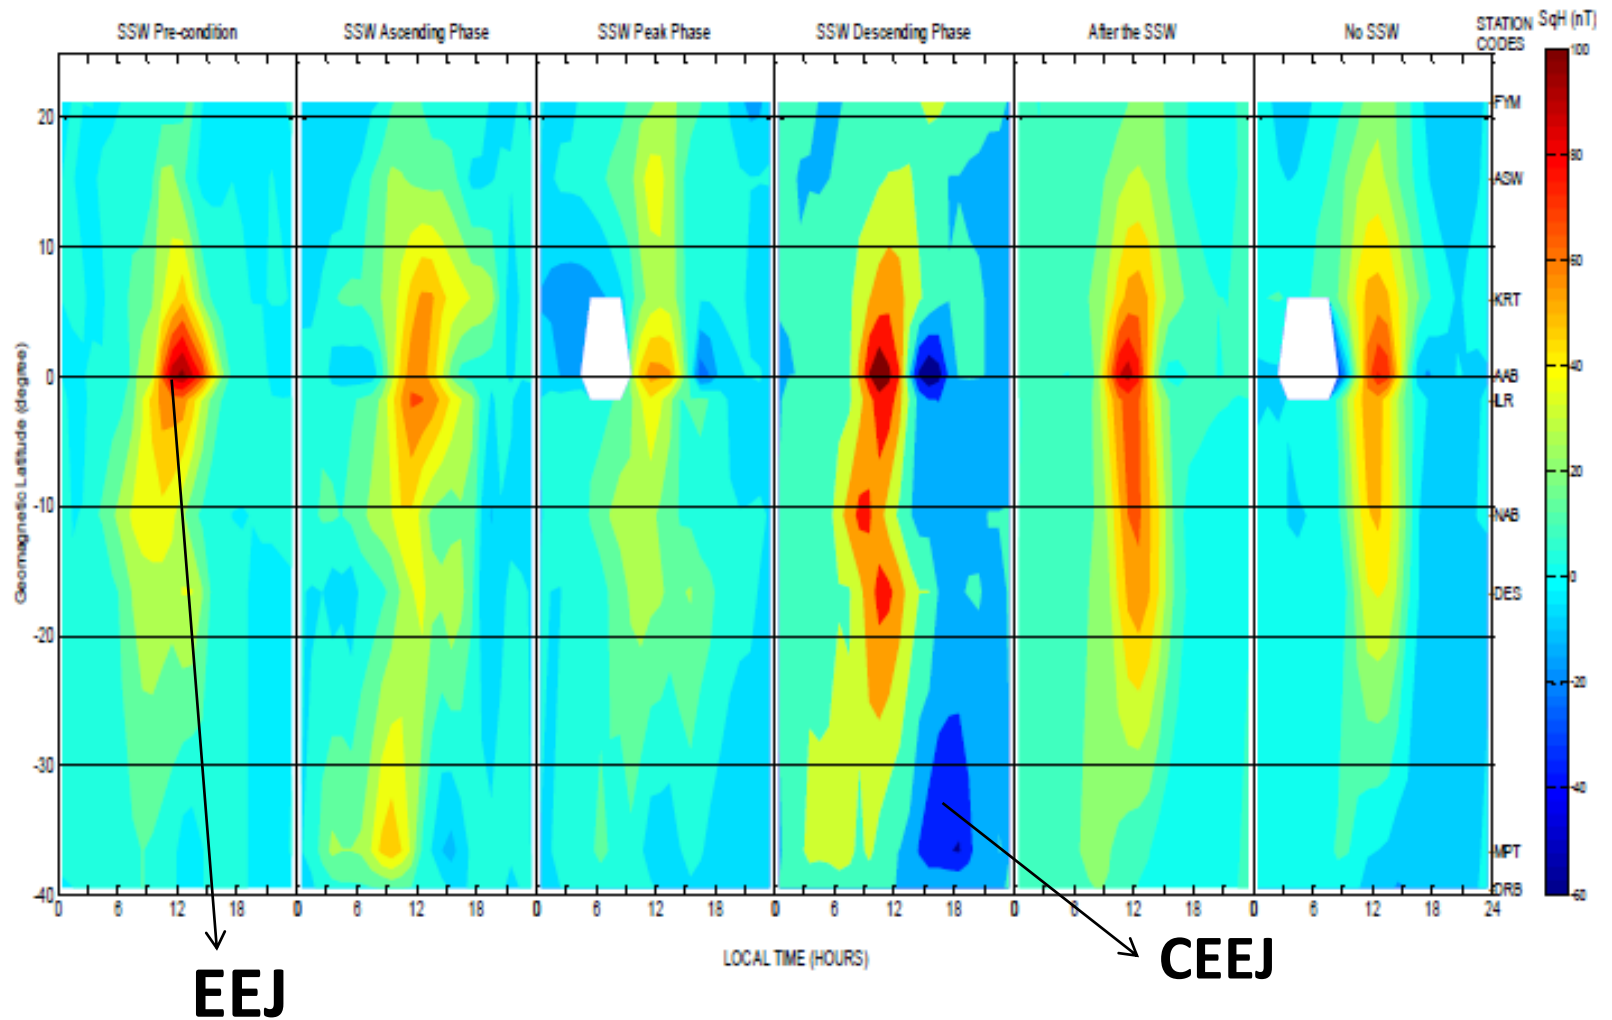 SSW Pre-condition SSW Ascending Phase SSW Peak Phase SSW Descending Phase After the SSW No SSW
STATION CODES
SqH (nT)
100
80
60
40
20
0
-20
-40
-60
FYM
ASW
KRT
AAB
ILR
NAB
DES
MPT
DRB
Geomagnetic Latitude (degree)
20
10
0
-10
-20
-30
-40
0 6 12 18 0 6 12 18 0 6 12 18 0 6 12 18 0 6 12 18 0 6 12 18 24
LOCAL TIME (HOURS)
EEJ
CEEJ